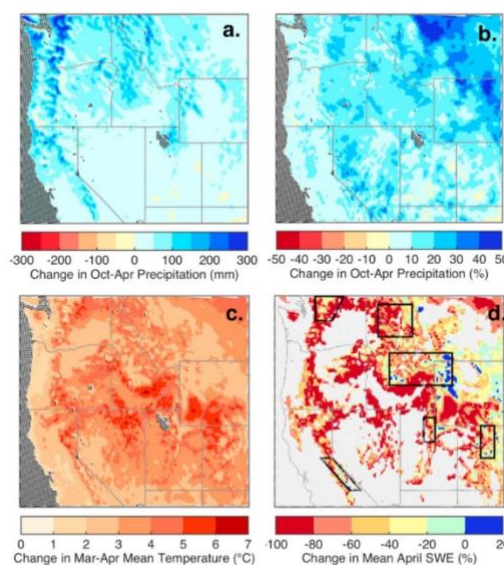 a.
b.
-300 -200 -100 0 100 200 300
Change in Oct-Apr Precipitation (mm)
-50 -40 -30 -20 -10 0 10 20 30 40 50
Change in Oct-Apr Precipitation (%)
c.
d.
0 1 2 3 4 5 6 7
Change in Mar-Apr Mean Temperature (°C)
-100 -80 -60 -40 -20 0 20
Change in Mean April SWE (%)